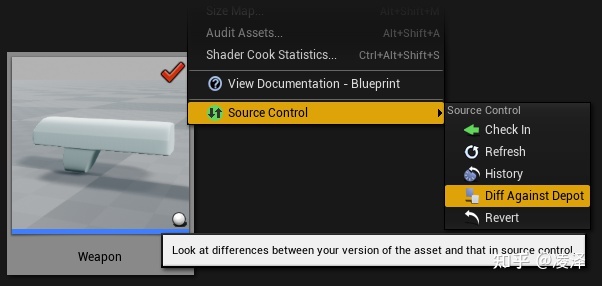 Size Map... Alt+Shift+M
Audit Assets... Alt+Shift+A
Shader Cook Statistics... Ctrl+Alt+Shift+S
View Documentation - Blueprint
Source Control
Source Control
Check In
Refresh
History
Diff Against Depot
Revert
Weapon
Look at differences between your version of the asset and that in source control.
知乎 @凌泽